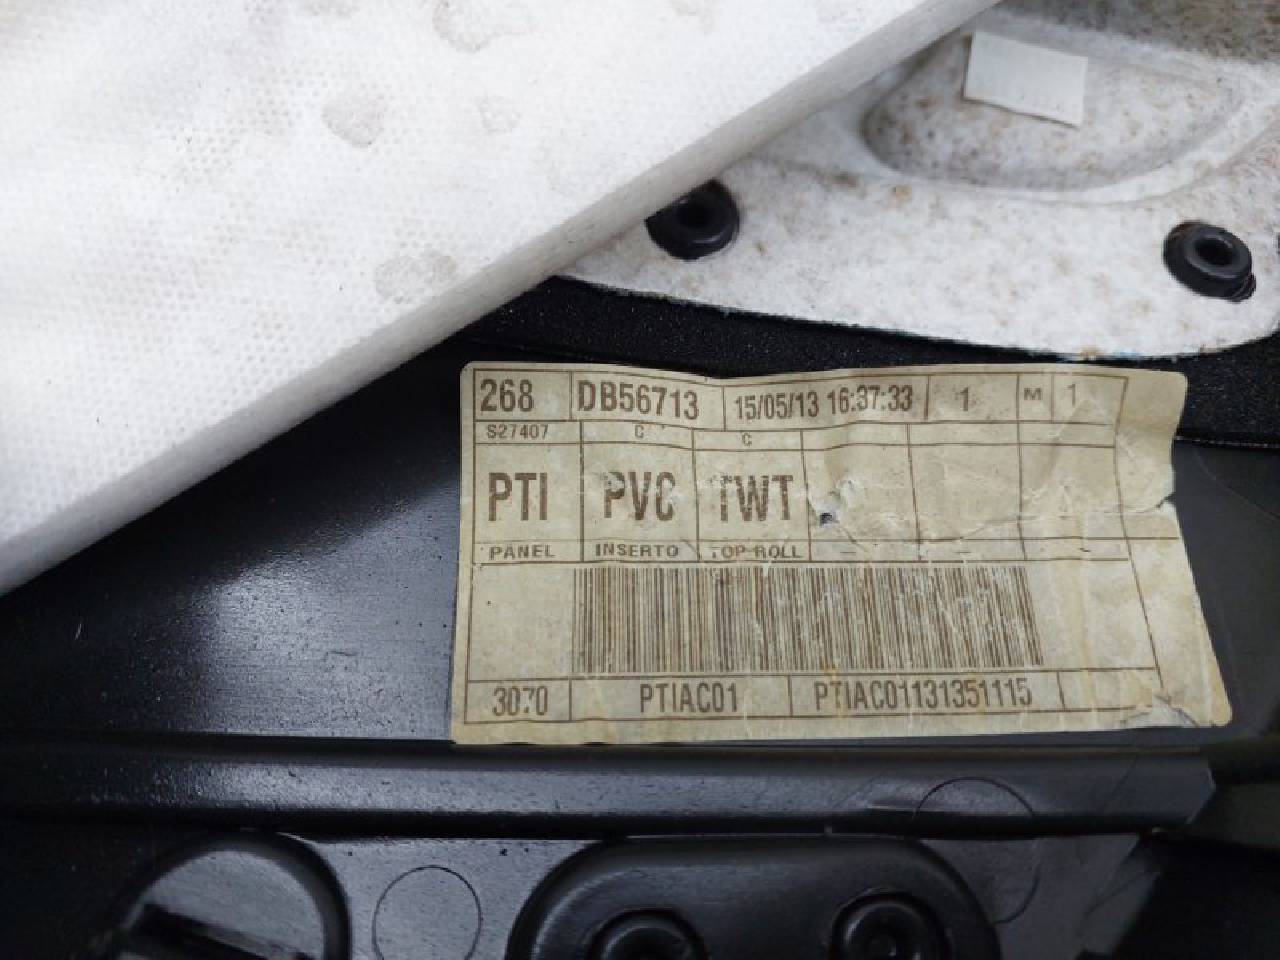 268 DB56713 15/05/13 16:37:33 1 M 1
S27407 C C
PTI PVC TWT
PANEL INSERTO TOP ROLL - - -
3070 PTIAC01 PTIAC01131351115